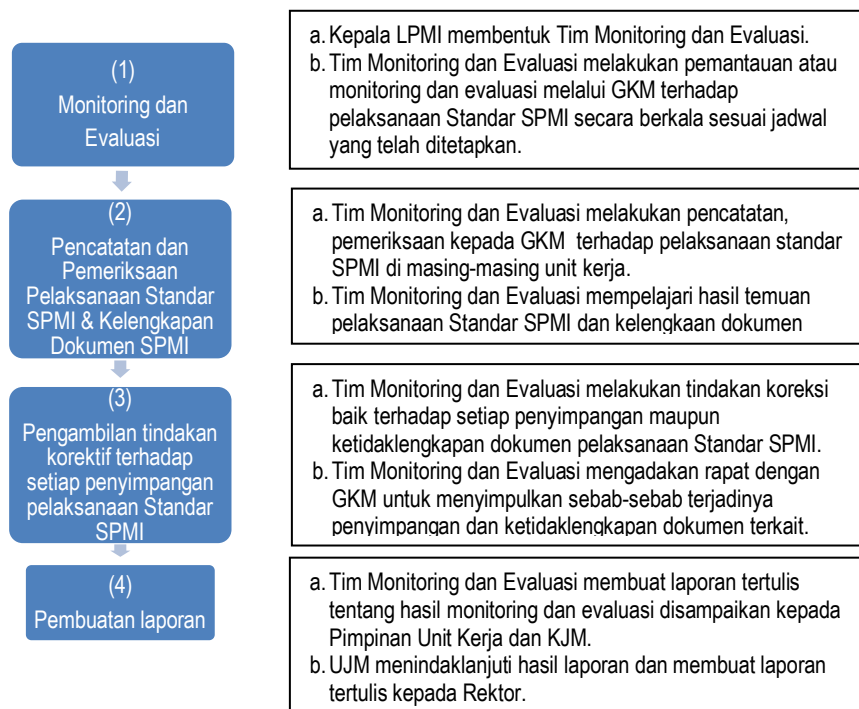 (1)
Monitoring dan
Evaluasi
a. Kepala LPMI membentuk Tim Monitoring dan Evaluasi.
b. Tim Monitoring dan Evaluasi melakukan pemantauan atau
monitoring dan evaluasi melalui GKM terhadap
pelaksanaan Standar SPMI secara berkala sesuai jadwal
yang telah ditetapkan.
(2)
Pencatatan dan
Pemeriksaan
Pelaksanaan Standar
SPMI & Kelengkapan
Dokumen SPMI
a. Tim Monitoring dan Evaluasi melakukan pencatatan,
pemeriksaan kepada GKM terhadap pelaksanaan standar
SPMI di masing-masing unit kerja.
b. Tim Monitoring dan Evaluasi mempelajari hasil temuan
pelaksanaan Standar SPMI dan kelengkaan dokumen
(3)
Pengambilan tindakan
korektif terhadap
setiap penyimpangan
pelaksanaan Standar
SPMI
a. Tim Monitoring dan Evaluasi melakukan tindakan koreksi
baik terhadap setiap penyimpangan maupun
ketidaklengkapan dokumen pelaksanaan Standar SPMI.
b. Tim Monitoring dan Evaluasi mengadakan rapat dengan
GKM untuk menyimpulkan sebab-sebab terjadinya
penyimpangan dan ketidaklengkapan dokumen terkait.
(4)
Pembuatan laporan
a. Tim Monitoring dan Evaluasi membuat laporan tertulis
tentang hasil monitoring dan evaluasi disampaikan kepada
Pimpinan Unit Kerja dan KJM.
b. UJM menindaklanjuti hasil laporan dan membuat laporan
tertulis kepada Rektor.